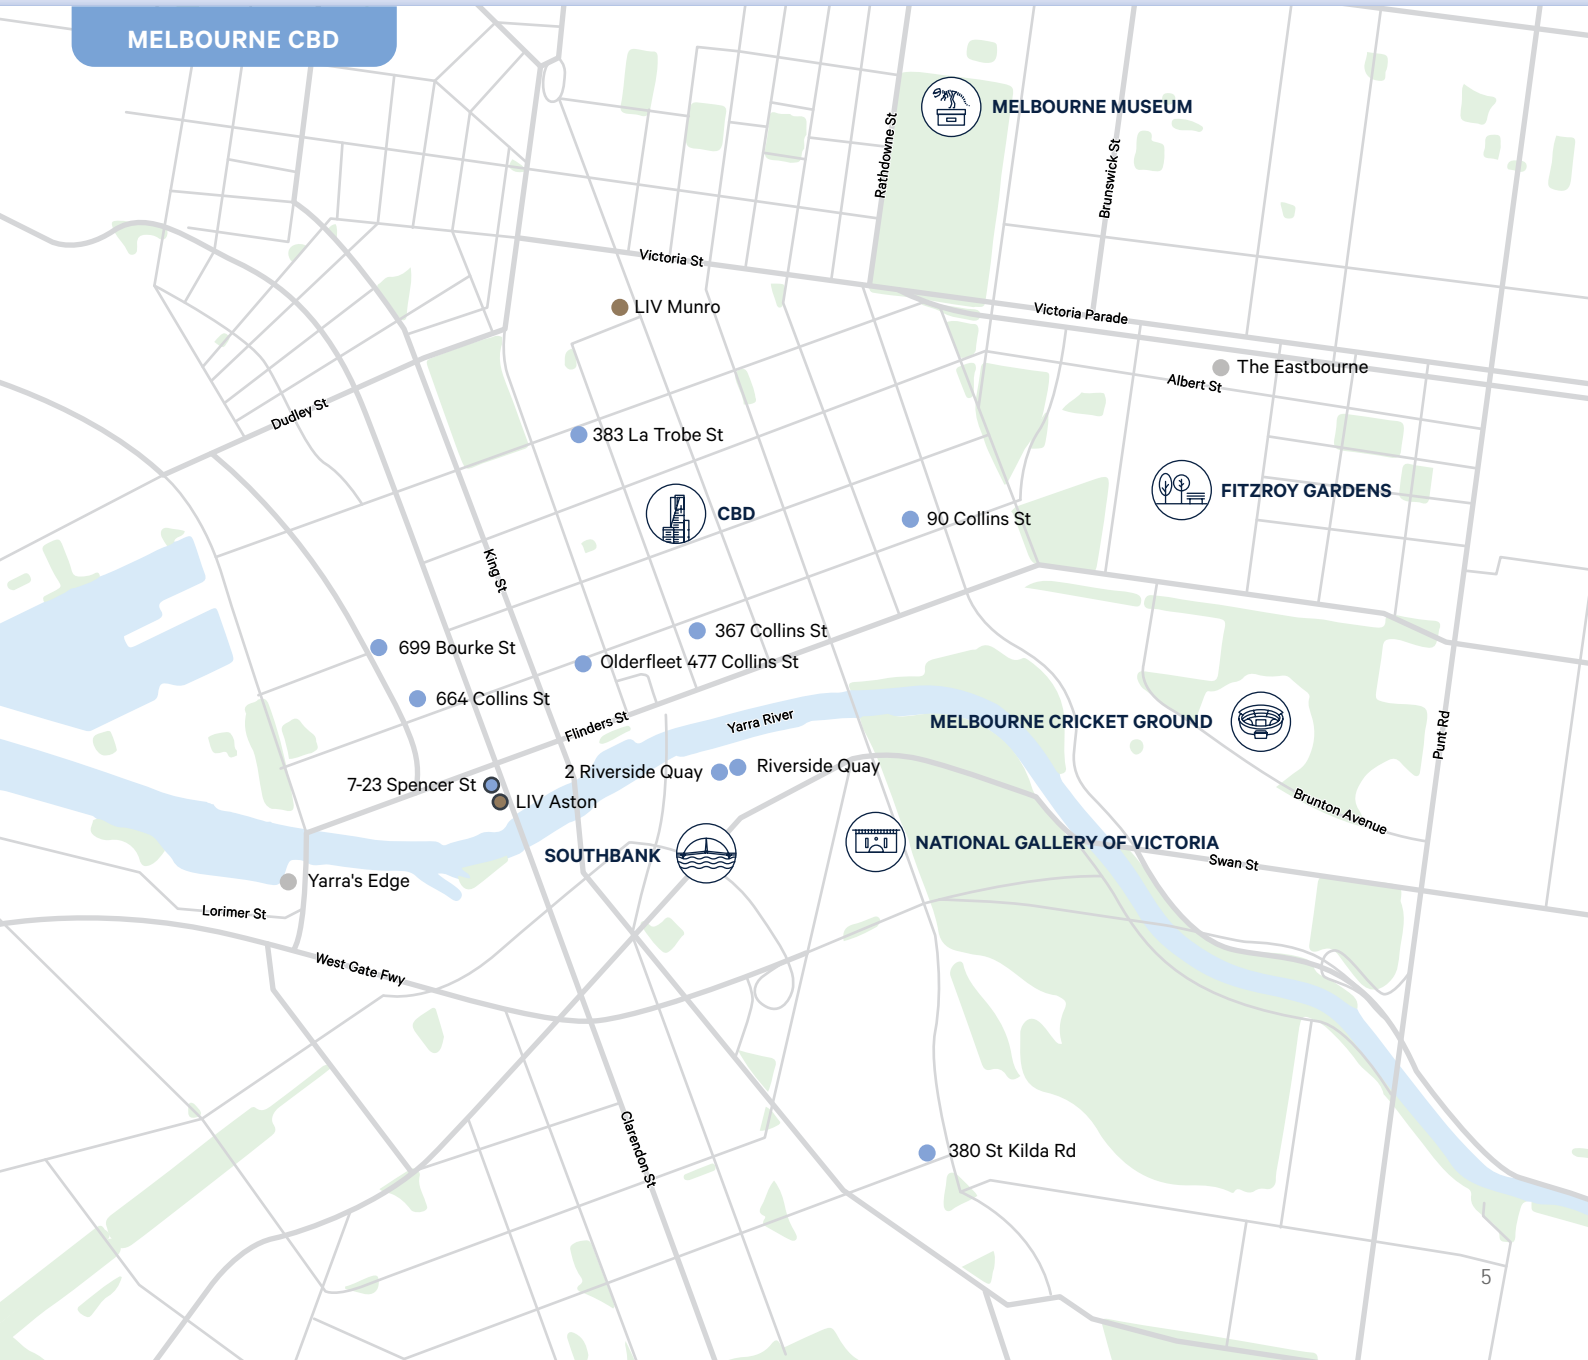 MELBOURNE CBD
MELBOURNE MUSEUM
Rathdowne St
Brunswick St
Victoria St
LIV Munro
Victoria Parade
The Eastbourne
Albert St
Dudley St
383 La Trobe St
FITZROY GARDENS
CBD
90 Collins St
King St
367 Collins St
699 Bourke St
Olderfleet 477 Collins St
664 Collins St
Flinders St
Yarra River
MELBOURNE CRICKET GROUND
Punt Rd
2 Riverside Quay
Riverside Quay
7-23 Spencer St
LIV Aston
Brunton Avenue
NATIONAL GALLERY OF VICTORIA
SOUTHBANK
Swan St
Yarra's Edge
Lorimer St
West Gate Fwy
Clarendon St
380 St Kilda Rd
5